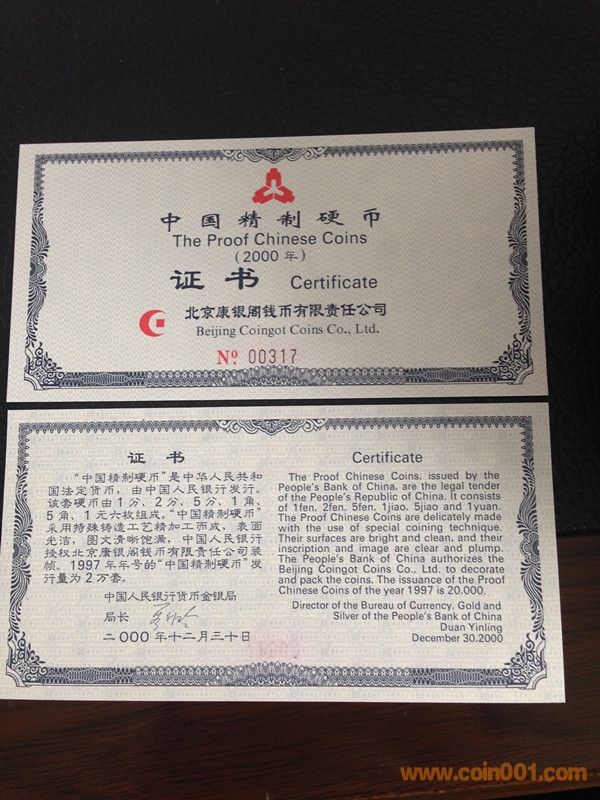 中国精制硬币
The Proof Chinese Coins
(2000年)
证书 Certificate
北京康银阁钱币有限责任公司
Beijing Coingot Coins Co., Ltd.
No. 00317
证书
"中国精制硬币"是中华人民共和
国法定货币，由中国人民银行发行。
该套硬币由1分、2分、5分、1角、
5角、1元六枚组成。"中国精制硬币"
采用特殊铸造工艺精加工而成，表面
光洁，图文清晰饱满，中国人民银行
授权北京康银阁钱币有限责任公司装
帧。1997年年号的"中国精制硬币"发
行量为2万套。
中国人民银行货币金银局
局长
二000年十二月三十日
Certificate
The Proof Chinese Coins, issued by the
People's Bank of China, are the legal tender
of the People's Republic of China. It consists
of 1fen, 2fen, 5fen, 1jiao, 5jiao and 1yuan.
The Proof Chinese Coins are delicately made
with the use of special coining technique.
Their surfaces are bright and clean, and their
inscription and image are clear and plump.
The People's Bank of China authorizes the
Beijing Coingot Coins Co., Ltd. to decorate
and pack the coins. The issuance of the Proof
Chinese Coins of the year 1997 is 20,000.
Director of the Bureau of Currency, Gold and
Silver of the People's Bank of China
Duan Yinling
December 30.2000
www.coin001.com